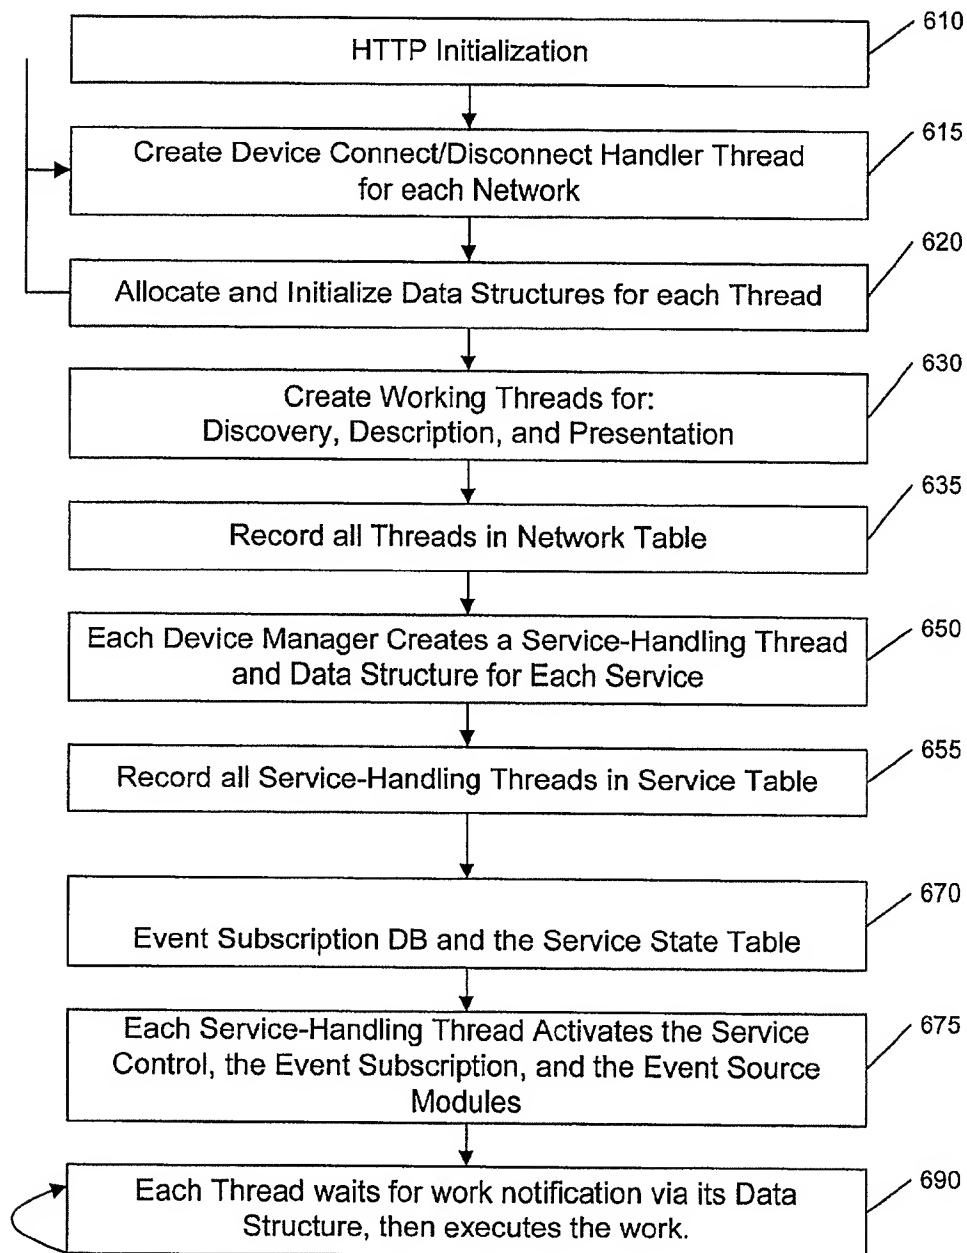 HTTP Initialization
610
Create Device Connect/Disconnect Handler Thread
for each Network
615
Allocate and Initialize Data Structures for each Thread
620
Create Working Threads for:
Discovery, Description, and Presentation
630
Record all Threads in Network Table
635
Each Device Manager Creates a Service-Handling Thread
and Data Structure for Each Service
650
Record all Service-Handling Threads in Service Table
655
Event Subscription DB and the Service State Table
670
Each Service-Handling Thread Activates the Service
Control, the Event Subscription, and the Event Source
Modules
675
Each Thread waits for work notification via its Data
Structure, then executes the work.
690